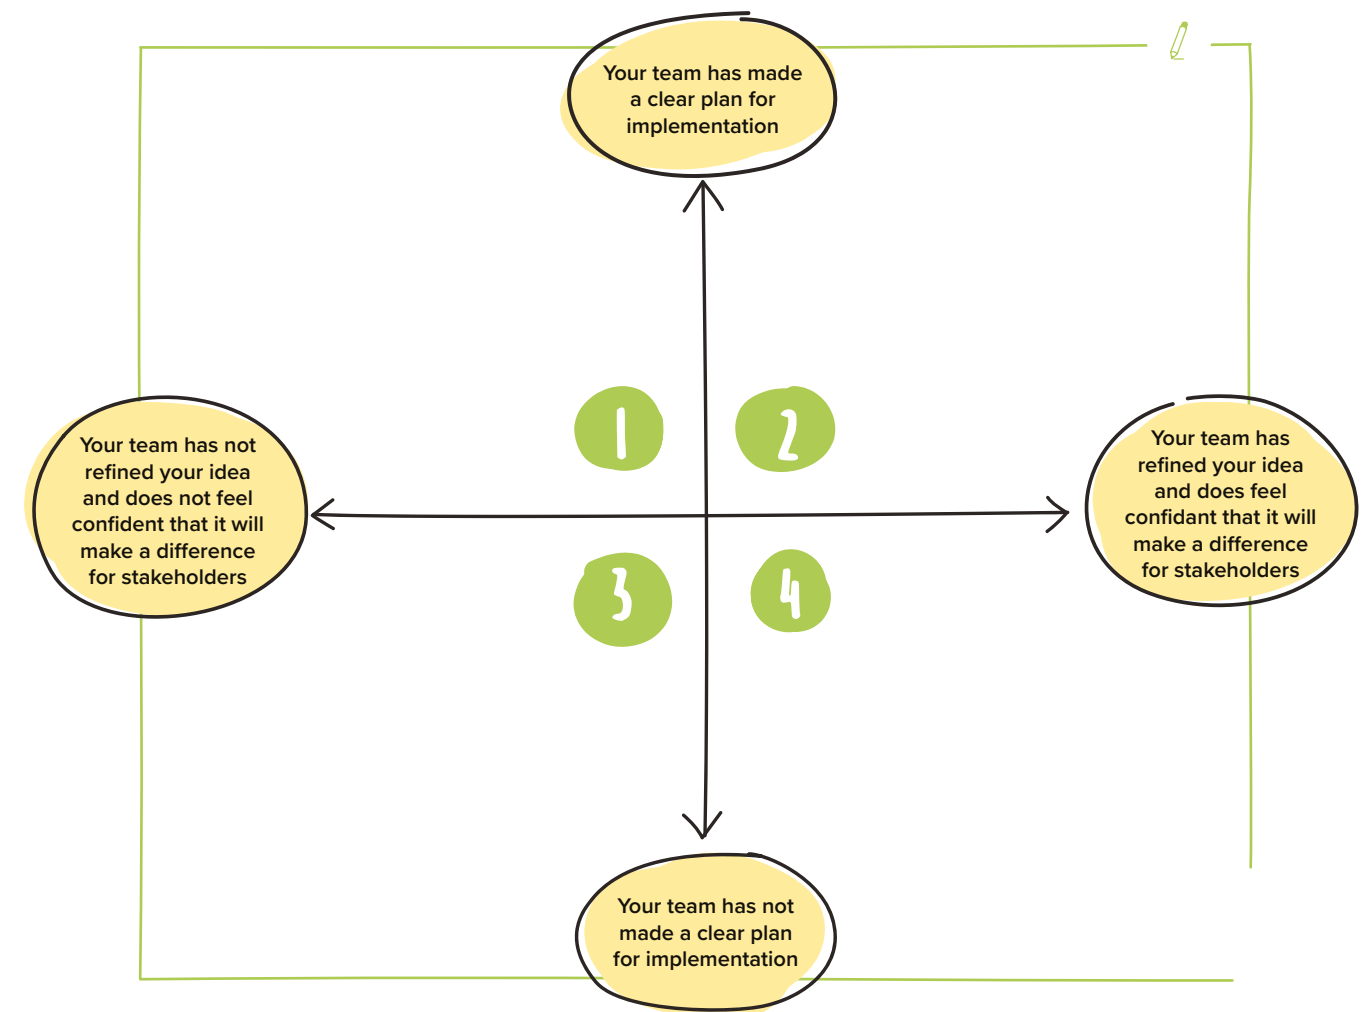 Your team has made
a clear plan for
implementation
1
2
Your team has not
refined your idea
and does not feel
confident that it will
make a difference
for stakeholders
Your team has
refined your idea
and does feel
confidant that it will
make a difference
for stakeholders
3
4
Your team has not
made a clear plan
for implementation